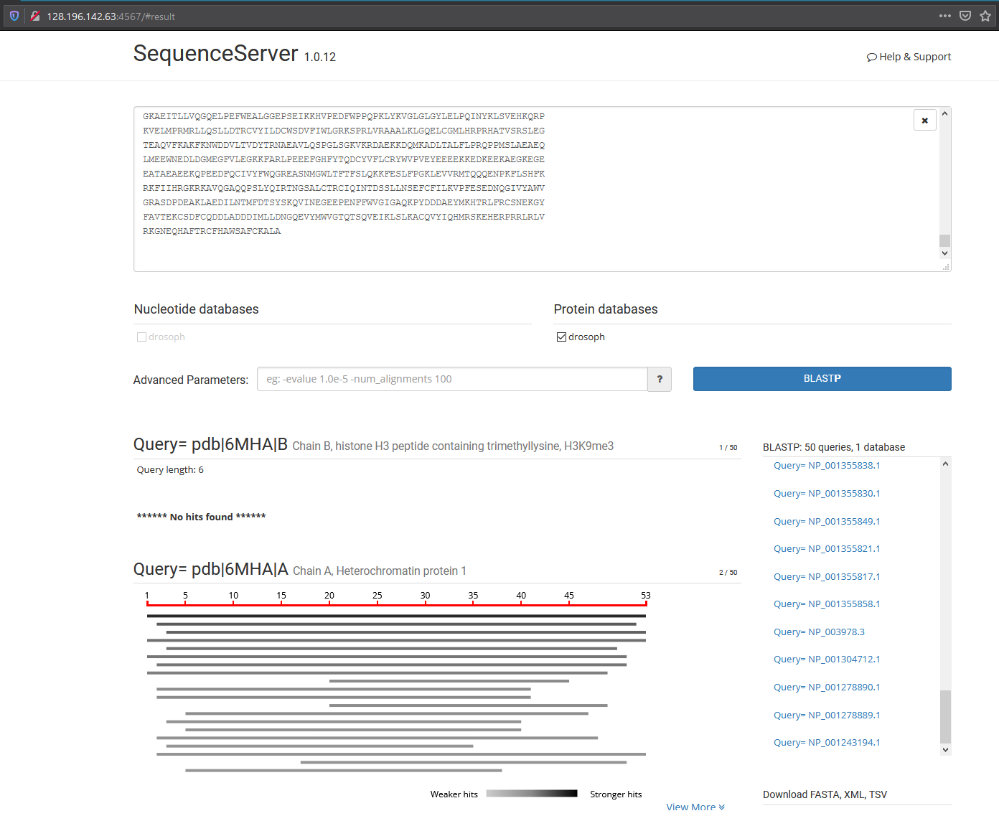 128.196.142.63:4567/#result
SequenceServer 1.0.12
Help & Support
GKAEITLLVQGQELPEFWEALGGEPSEIKKHVPEDFWPPQPKLYKVGLGLGYLELPQINYKLSVEHKQRP
KVELMPRMRLLQSLLDTRCVYILDCWSDVFIWLGRKSPRLVRAAALKLGQELCGMLHRPRHATVSRSLEG
TEAQVFKAKFKNWDDVLTVDYTRNAEAVLQSPGLSGKVKRDAEKKDQMKADLTALFLPRQPPMSLAEAEQ
LMEEWNEDLDGMEGFVLEGKKFARLPEEEFGHFYTQDCYVFLCRYWVPVEYEEEEKKEDKEEKAEGKEGE
EATAEAEEKQPEEDFQCIVYFWQGREASNMGWLTFTFSLQKKFESLFPGKLEVVRMTQQQENPKFLSHFK
RKFIIHRGKRKAVQGAQQPSLYQIRTNGSALCTRCIQINTDSSLLNSEFCFILKVPFESEDNQGIVYAWV
GRASDPDEAKLAEDILNTMFDTSYSKQVINEGEEPENFFWVGIGAQKPYDDDAEYMKHTRLFRCSNEKGY
FAVTEKCSDFCQDDLADDDIMLLDNGQEVYMWVGTQTSQVEIKLSLKACQVYIQHMRSKEHERPRRLRLV
RKGNEQHAFTRCFHAWSAFCKALA
Nucleotide databases
drosoph
Protein databases
drosoph
Advanced Parameters:
eg: -evalue 1.0e-5 -num_alignments 100
?
BLASTP
Query= pdb|6MHA|B Chain B, histone H3 peptide containing trimethyllysine, H3K9me3
1 / 50
Query length: 6
****** No hits found ******
Query= pdb|6MHA|A Chain A, Heterochromatin protein 1
2 / 50
1 5 10 15 20 25 30 35 40 45 53
Weaker hits
Stronger hits
View More
BLASTP: 50 queries, 1 database
Query= NP_001355838.1
Query= NP_001355830.1
Query= NP_001355849.1
Query= NP_001355821.1
Query= NP_001355817.1
Query= NP_001355858.1
Query= NP_003978.3
Query= NP_001304712.1
Query= NP_001278890.1
Query= NP_001278889.1
Query= NP_001243194.1
Download FASTA, XML, TSV